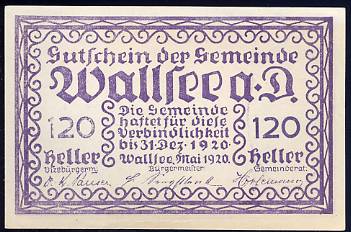 Gutschein der Gemeinde
Wallsee a.D
Die Gemeinde
haftet für diese
Verbindlichkeit
120 bis 31.Dez.1920. 120
Heller Wallsee, Mai 1920. Heller
Vizebürgerm. Bürgermeister Gemeinderat.